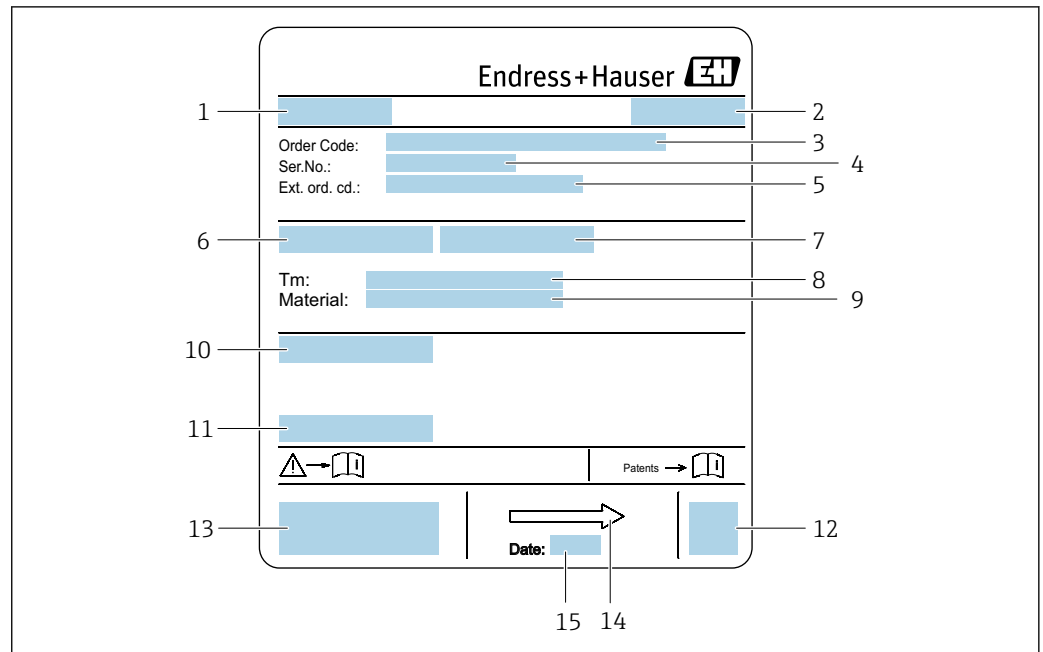 Endress+Hauser EH
1 2
Order Code: 3
Ser.No.: 4
Ext. ord. cd.: 5
6 7
Tm: 8
Material: 9
10
11
Patents
13 12
Date:
15 14